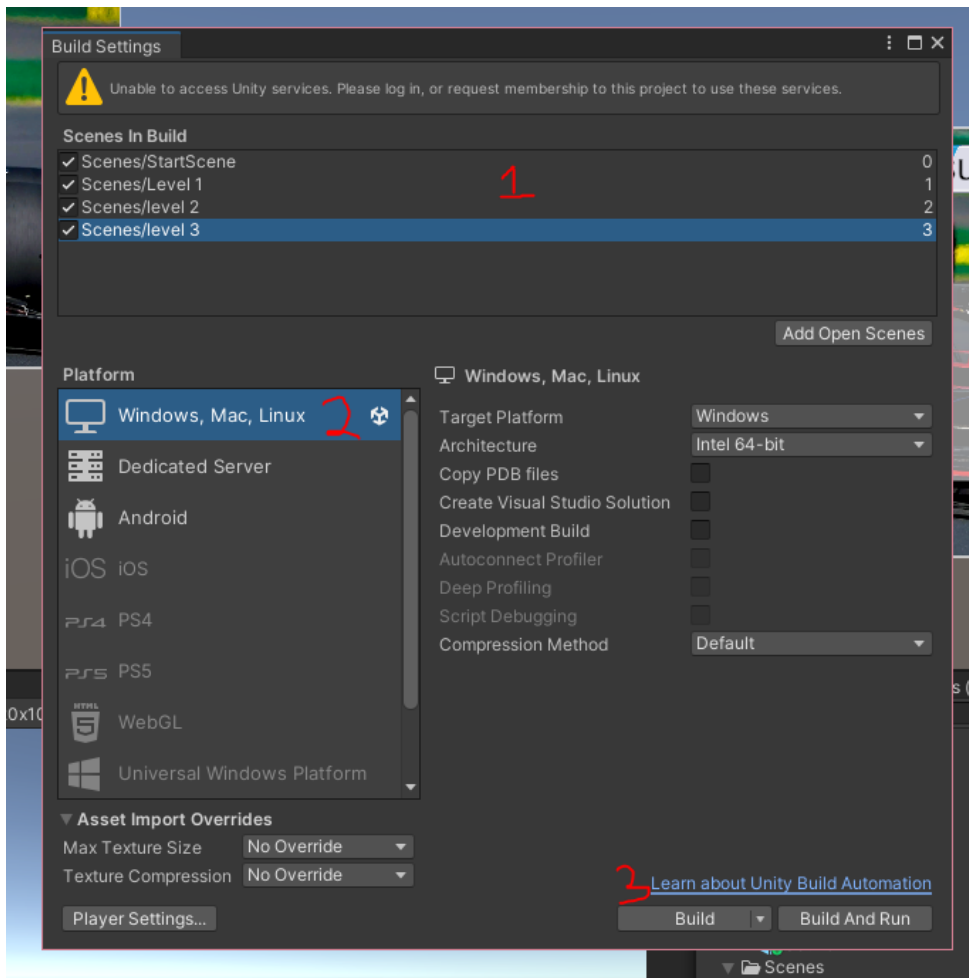 Build Settings
Unable to access Unity services. Please log in, or request membership to this project to use these services.
Scenes In Build
Scenes/StartScene 0
Scenes/Level 1 1
Scenes/level 2 2
Scenes/level 3 3
1
Add Open Scenes
Platform
Windows, Mac, Linux
2
Dedicated Server
Android
iOS iOS
PS4 PS4
PS5 PS5
HTML 5 WebGL
Universal Windows Platform
Windows, Mac, Linux
Target Platform Windows
Architecture Intel 64-bit
Copy PDB files
Create Visual Studio Solution
Development Build
Autoconnect Profiler
Deep Profiling
Script Debugging
Compression Method Default
Asset Import Overrides
Max Texture Size No Override
Texture Compression No Override
Player Settings...
3
Learn about Unity Build Automation
Build
Build And Run
Scenes